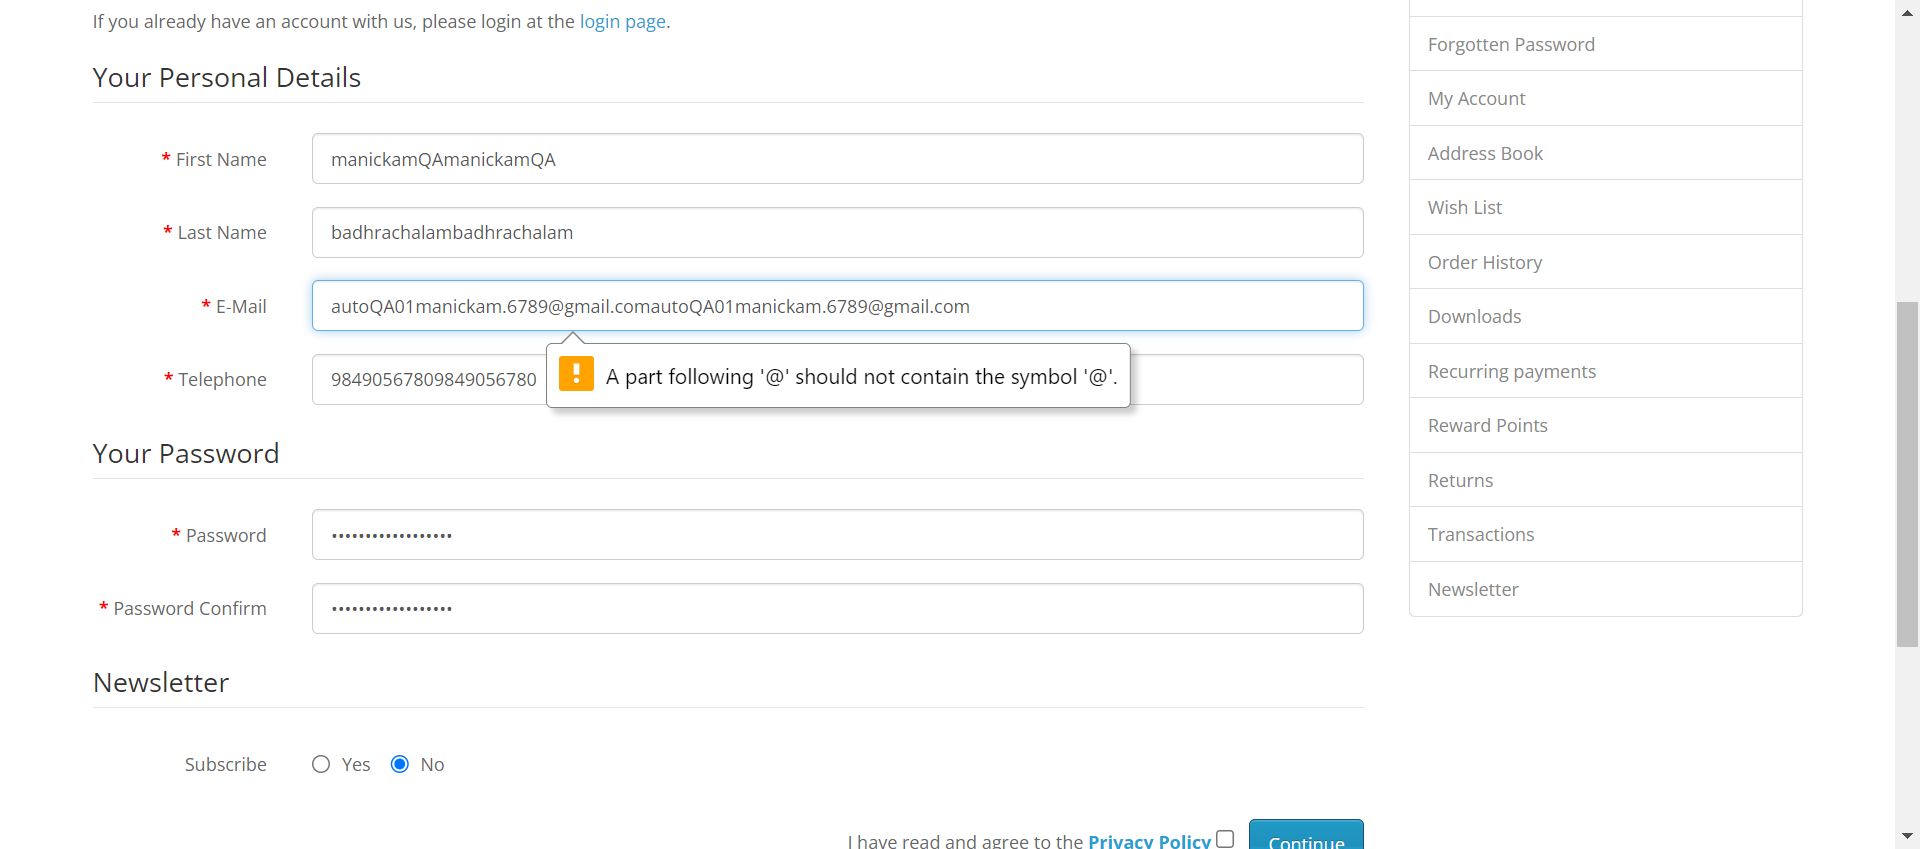 If you already have an account with us, please login at the login page.
Your Personal Details
* First Name
manickamQAmanickamQA
* Last Name
badhrachalambadhrachalam
* E-Mail
autoQA01manickam.6789@gmail.comautoQA01manickam.6789@gmail.com
! A part following '@' should not contain the symbol '@'.
* Telephone
98490567809849056780
Your Password
* Password
••••••••••••••••••
* Password Confirm
••••••••••••••••••
Newsletter
Subscribe
Yes
No
I have read and agree to the Privacy Policy
Continue
Forgotten Password
My Account
Address Book
Wish List
Order History
Downloads
Recurring payments
Reward Points
Returns
Transactions
Newsletter